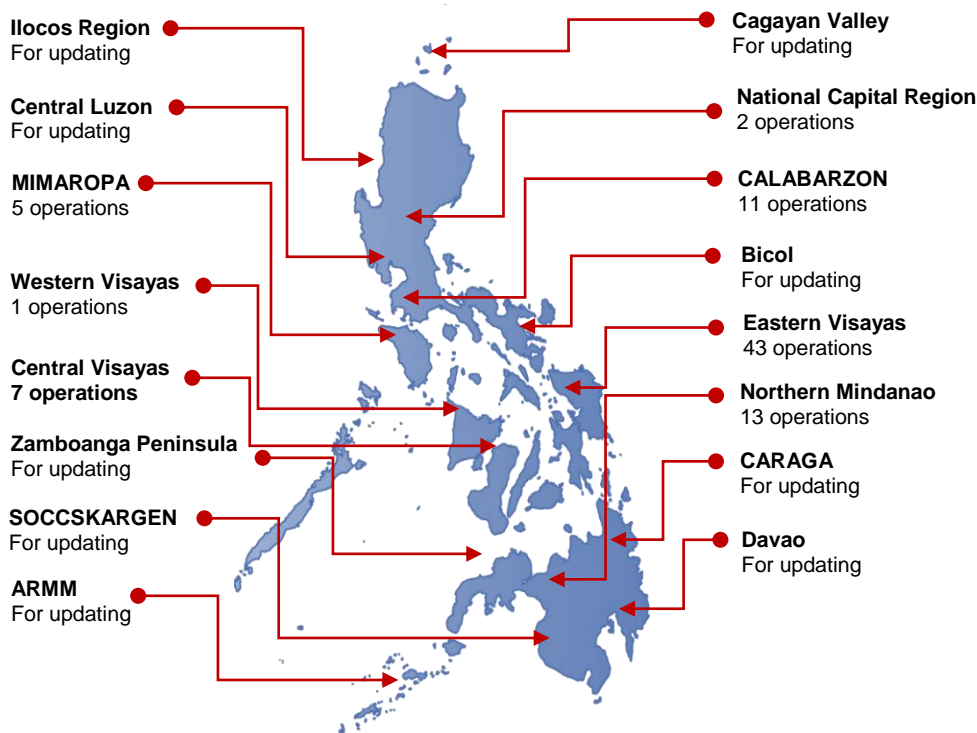 Ilocos Region
For updating
Central Luzon
For updating
MIMAROPA
5 operations
Western Visayas
1 operations
Central Visayas
7 operations
Zamboanga Peninsula
For updating
SOCCSKARGEN
For updating
ARMM
For updating
Cagayan Valley
For updating
National Capital Region
2 operations
CALABARZON
11 operations
Bicol
For updating
Eastern Visayas
43 operations
Northern Mindanao
13 operations
CARAGA
For updating
Davao
For updating